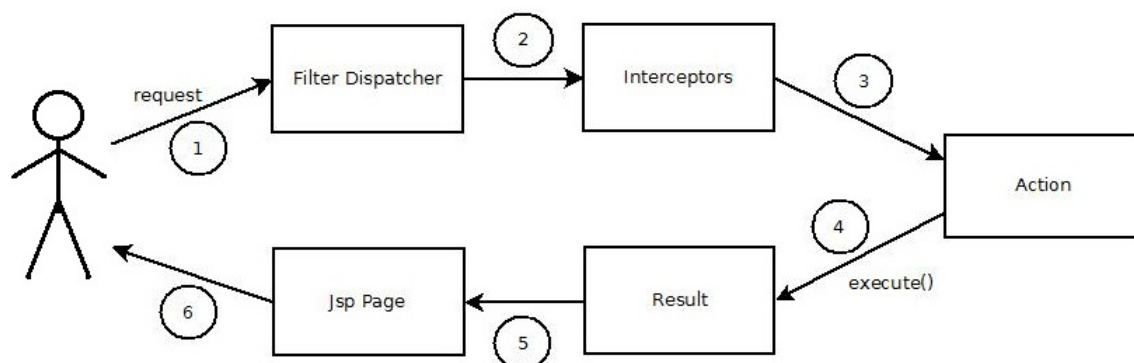 request
1
Filter Dispatcher
2
Interceptors
3
Action
4
execute()
Result
5
Jsp Page
6